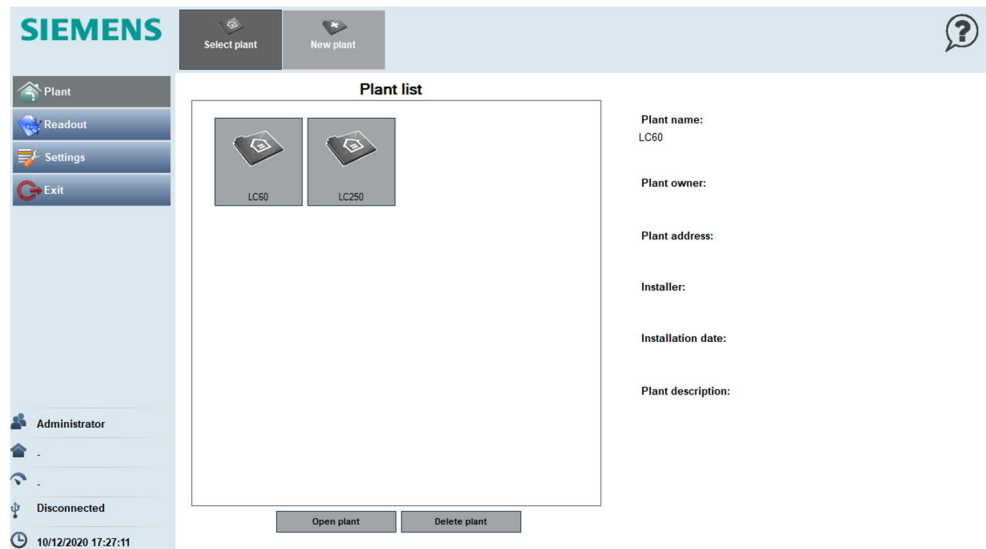 SIEMENS
Select plant
New plant
?
Plant
Readout
Settings
Exit
Plant list
LC60
LC250
Open plant
Delete plant
Plant name:
LC60
Plant owner:
Plant address:
Installer:
Installation date:
Plant description:
Administrator
-
-
Disconnected
10/12/2020 17:27:11